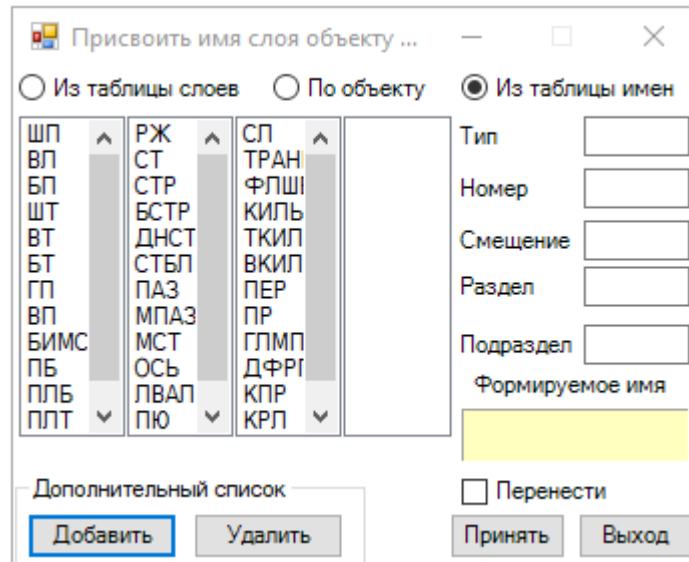 Присвоить имя слоя объекту ...
Из таблицы слоев
По объекту
Из таблицы имен
ШП
ВЛ
БП
ШТ
ВТ
БТ
ГП
ВП
БИМС
ПБ
ПЛБ
ПЛТ
РЖ
СТ
СТР
БСТР
ДНСТ
СТБЛ
ПАЗ
МПАЗ
МСТ
ОСЬ
ЛВАЛ
ПЮ
СЛ
ТРАН
ФЛШ
КИЛЬ
ТКИЛ
ВКИЛ
ПЕР
ПР
ГЛМП
ДФРГ
КПР
КРЛ
Тип
Номер
Смещение
Раздел
Подраздел
Формируемое имя
Дополнительный список
Добавить
Удалить
Перенести
Принять
Выход